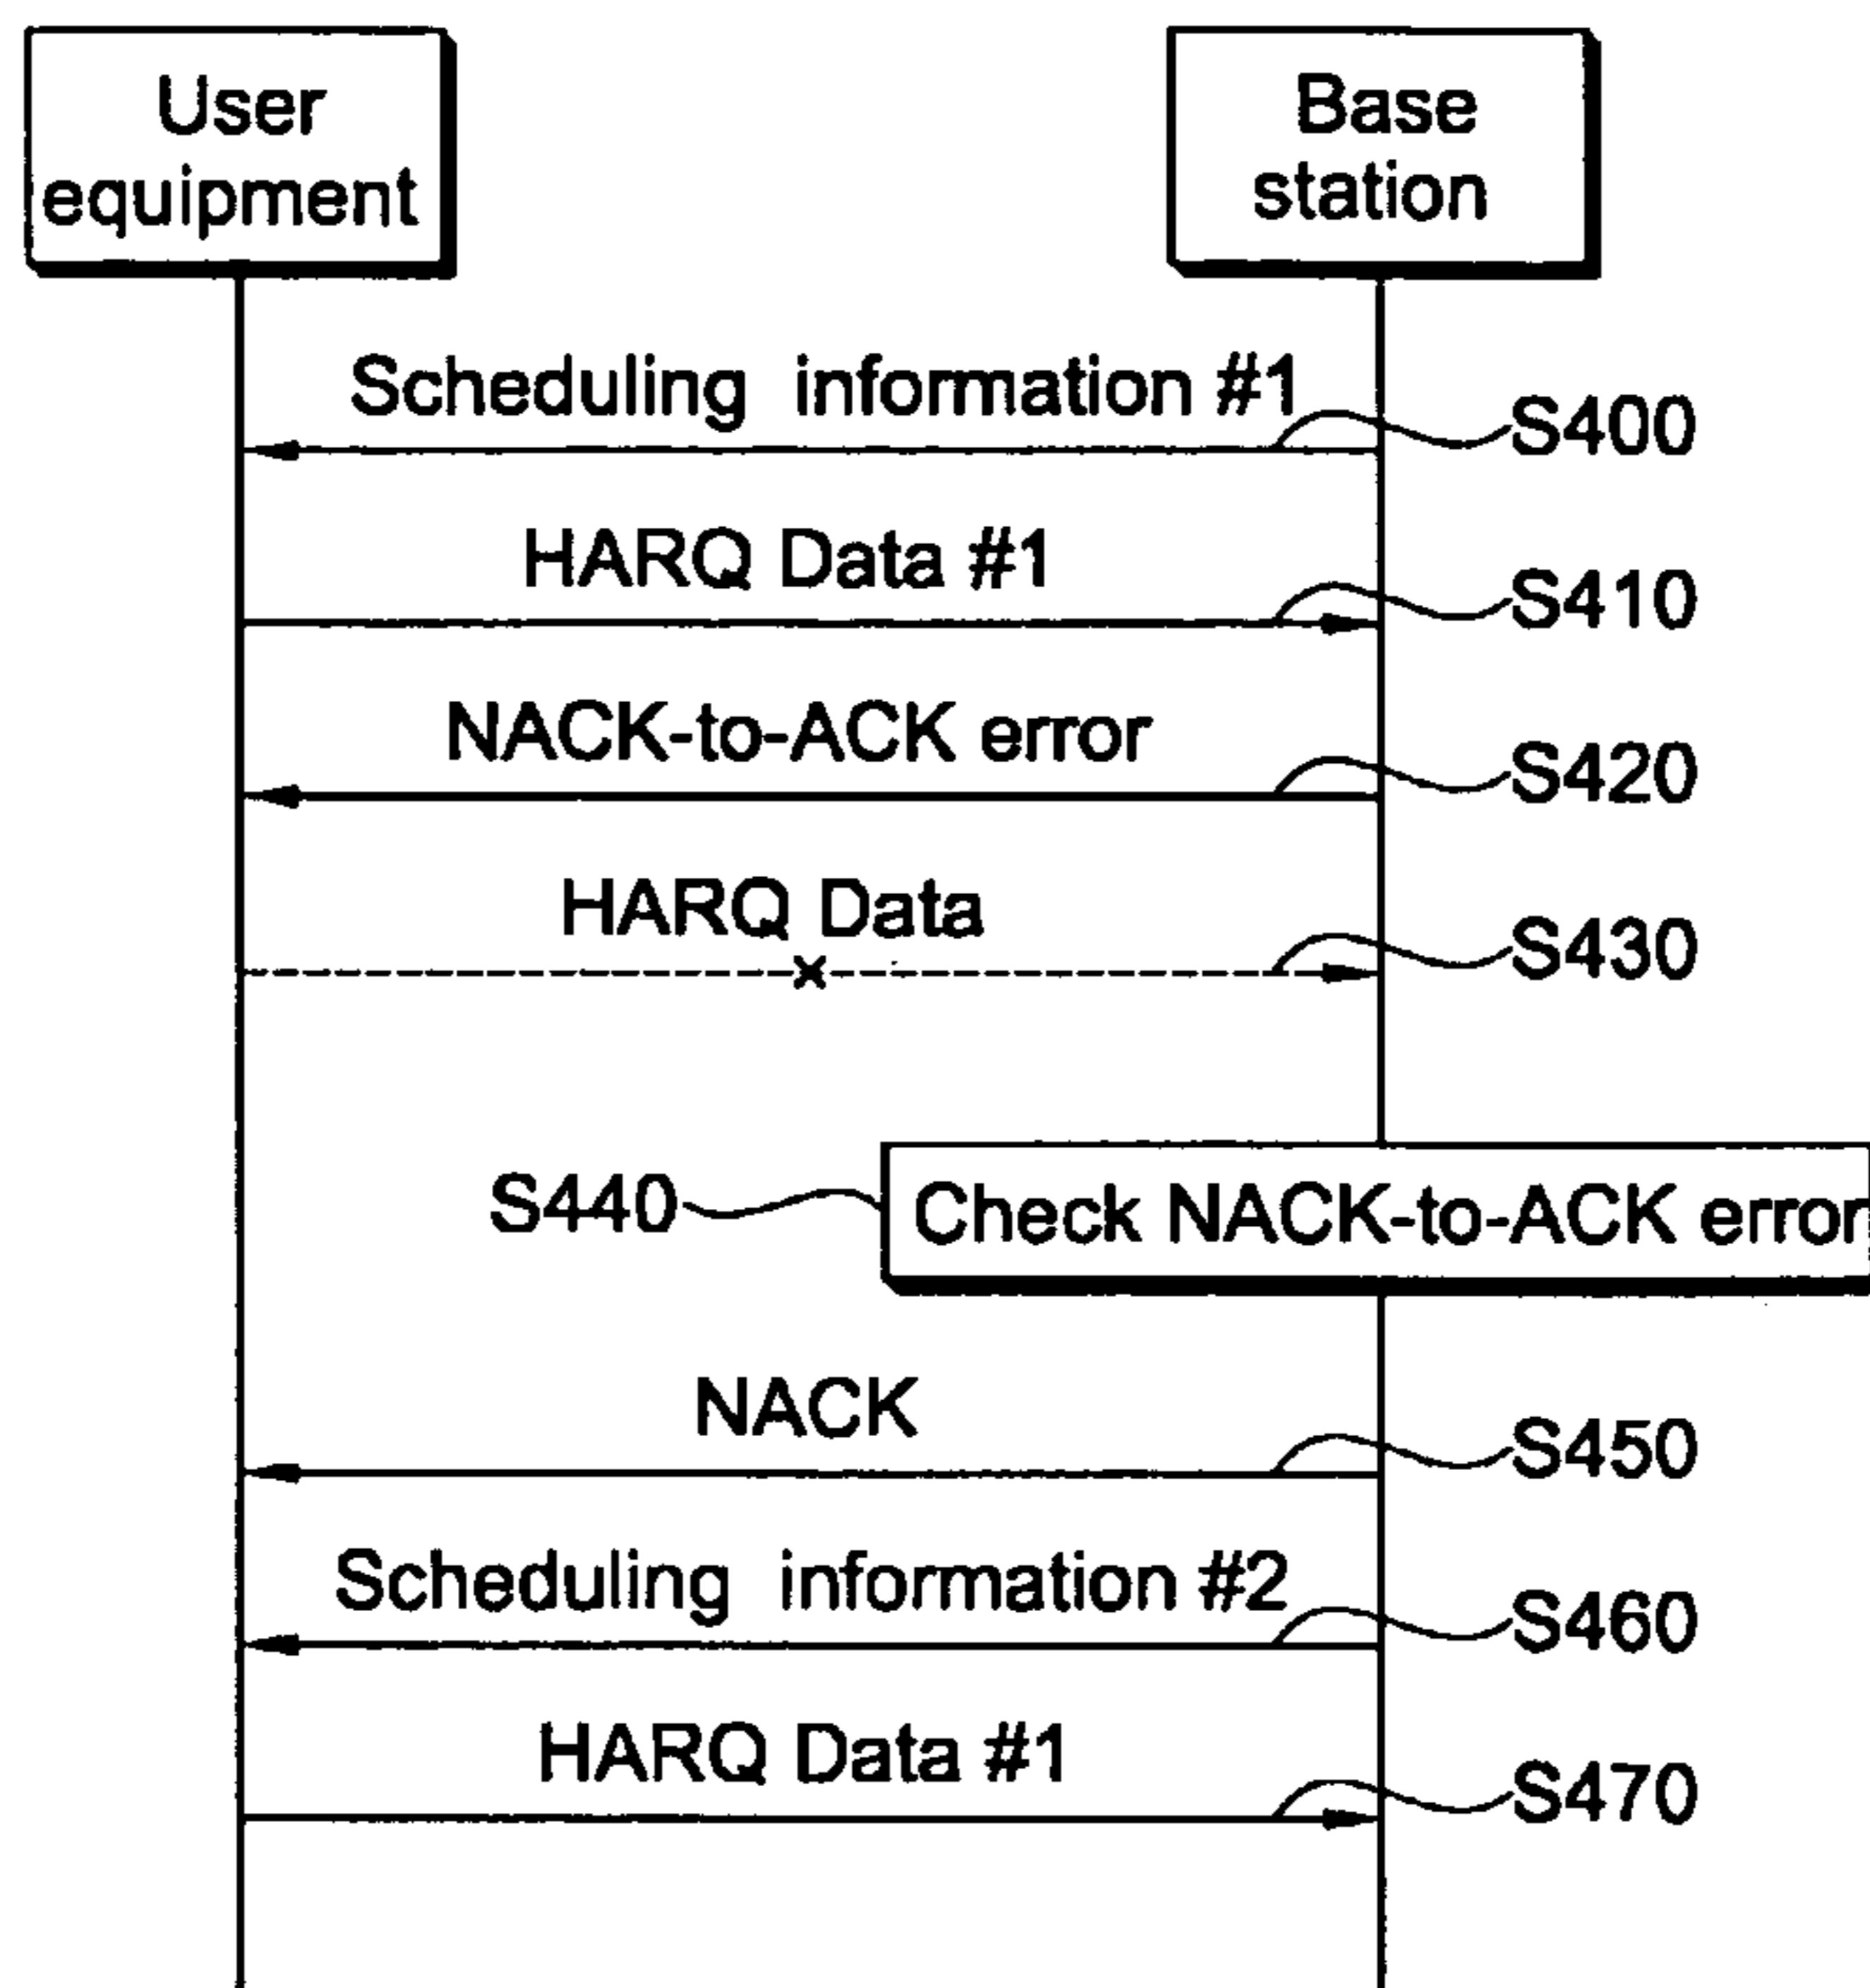 User
equipment
Base
station
Scheduling information #1
S400
HARQ Data #1
S410
NACK-to-ACK error
S420
HARQ Data
S430
S440
Check NACK-to-ACK error
NACK
S450
Scheduling information #2
S460
HARQ Data #1
S470